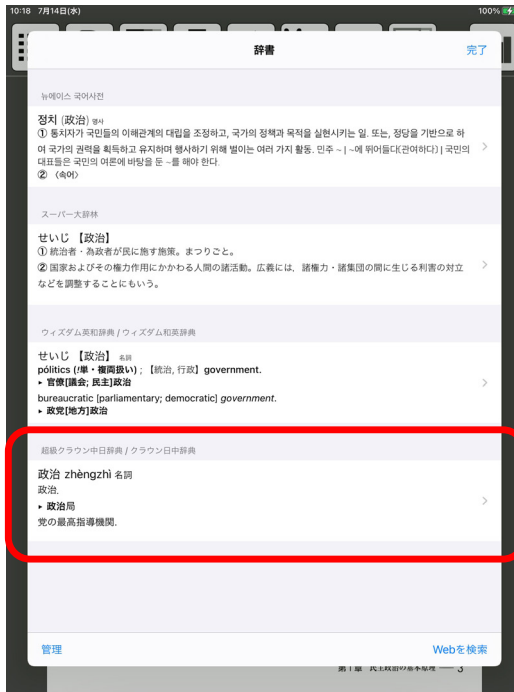 10:18 7月14日(水)
100%
辞書
完了
뉴에이스 국어사전
정치 (政治) 명사
① 통치자가 국민들의 이해관계의 대립을 조정하고, 국가의 정책과 목적을 실현시키는 일. 또는, 정당을 기반으로 하
여 국가의 권력을 획득하고 유지하며 행사하기 위해 벌이는 여러 가지 활동. 민주 ~ | ~에 뛰어들다(관여하다) | 국민의
대표들은 국민의 여론에 바탕을 둔 ~를 해야 한다.
② 〈속어〉
スーパー大辞林
せいじ 【政治】
① 統治者・為政者が民に施す施策。まつりごと。
② 国家およびその権力作用にかかわる人間の諸活動。広義には，諸権力・諸集団の間に生じる利害の対立
などを調整することにもいう。
ウィズダム英和辞典 / ウィズダム和英辞典
せいじ 【政治】 名詞
pólitics (!単・複両扱い) ; 【統治, 行政】 government.
▸ 官僚[議会; 民主]政治
bureaucratic [parliamentary; democratic] government.
▸ 政党[地方]政治
超級クラウン中日辞典 / クラウン日中辞典
政治 zhèngzhì 名詞
政治.
▸ 政治局
党の最高指導機関.
管理
Webを検索
第1章 民主政治の基本原理 ── 3